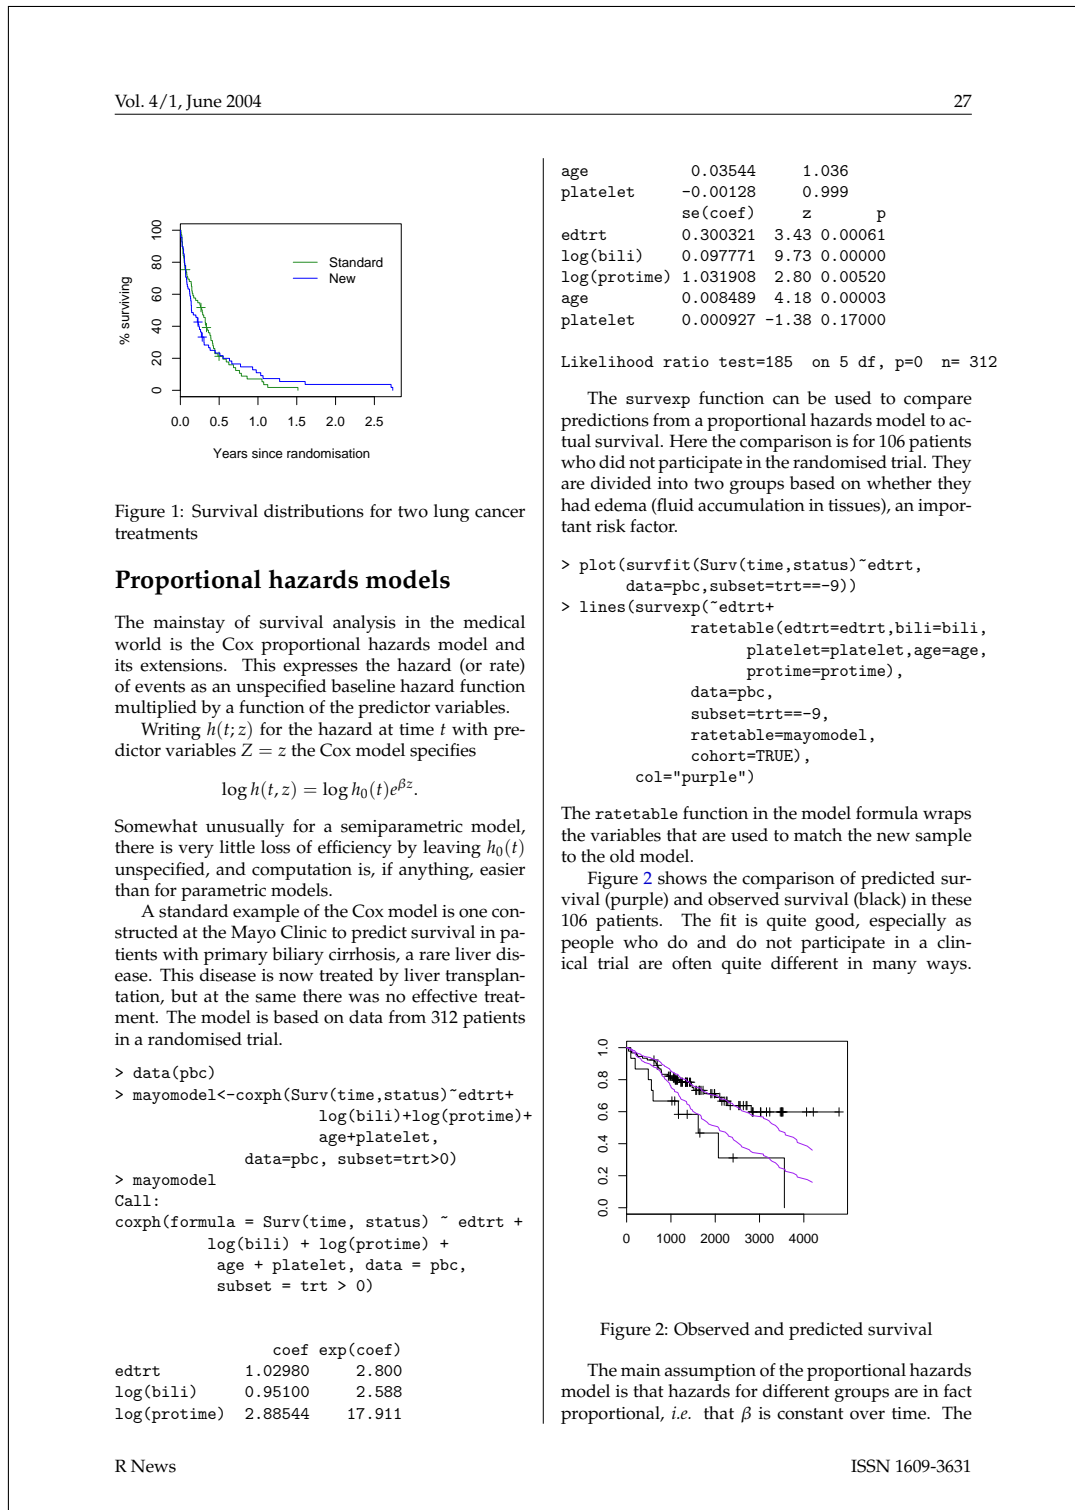 Vol. 4/1, June 2004 27
% surviving
100
80
60
40
20
0
Standard
New
0.0 0.5 1.0 1.5 2.0 2.5
Years since randomisation
Figure 1: Survival distributions for two lung cancer
treatments
Proportional hazards models
The mainstay of survival analysis in the medical
world is the Cox proportional hazards model and
its extensions. This expresses the hazard (or rate)
of events as an unspecified baseline hazard function
multiplied by a function of the predictor variables.
Writing h(t; z) for the hazard at time t with pre-
dictor variables Z = z the Cox model specifies
log h(t, z) = log h₀(t)e^{βz}.
Somewhat unusually for a semiparametric model,
there is very little loss of efficiency by leaving h₀(t)
unspecified, and computation is, if anything, easier
than for parametric models.
A standard example of the Cox model is one con-
structed at the Mayo Clinic to predict survival in pa-
tients with primary biliary cirrhosis, a rare liver dis-
ease. This disease is now treated by liver transplan-
tation, but at the same there was no effective treat-
ment. The model is based on data from 312 patients
in a randomised trial.
> data(pbc)
> mayomodel<-coxph(Surv(time,status)~edtrt+
log(bili)+log(protime)+
age+platelet,
data=pbc, subset=trt>0)
> mayomodel
Call:
coxph(formula = Surv(time, status) ~ edtrt +
log(bili) + log(protime) +
age + platelet, data = pbc,
subset = trt > 0)
coef exp(coef)
edtrt 1.02980 2.800
log(bili) 0.95100 2.588
log(protime) 2.88544 17.911
age 0.03544 1.036
platelet -0.00128 0.999
se(coef) z p
edtrt 0.300321 3.43 0.00061
log(bili) 0.097771 9.73 0.00000
log(protime) 1.031908 2.80 0.00520
age 0.008489 4.18 0.00003
platelet 0.000927 -1.38 0.17000
Likelihood ratio test=185 on 5 df, p=0 n= 312
The survexp function can be used to compare
predictions from a proportional hazards model to ac-
tual survival. Here the comparison is for 106 patients
who did not participate in the randomised trial. They
are divided into two groups based on whether they
had edema (fluid accumulation in tissues), an impor-
tant risk factor.
> plot(survfit(Surv(time,status)~edtrt,
data=pbc,subset=trt==-9))
> lines(survexp(~edtrt+
ratetable(edtrt=edtrt,bili=bili,
platelet=platelet,age=age,
protime=protime),
data=pbc,
subset=trt==-9,
ratetable=mayomodel,
cohort=TRUE),
col="purple")
The ratetable function in the model formula wraps
the variables that are used to match the new sample
to the old model.
Figure 2 shows the comparison of predicted sur-
vival (purple) and observed survival (black) in these
106 patients. The fit is quite good, especially as
people who do and do not participate in a clin-
ical trial are often quite different in many ways.
1.0
0.8
0.6
0.4
0.2
0.0
0 1000 2000 3000 4000
Figure 2: Observed and predicted survival
The main assumption of the proportional hazards
model is that hazards for different groups are in fact
proportional, i.e. that β is constant over time. The
R News ISSN 1609-3631